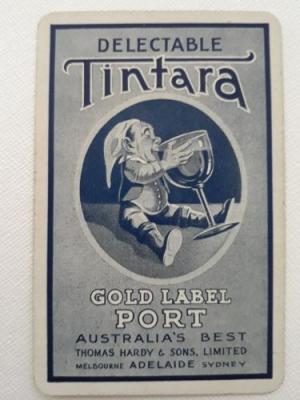 DELECTABLE
Tintara
GOLD LABEL
PORT
AUSTRALIA'S BEST
THOMAS HARDY & SONS, LIMITED
MELBOURNE ADELAIDE SYDNEY